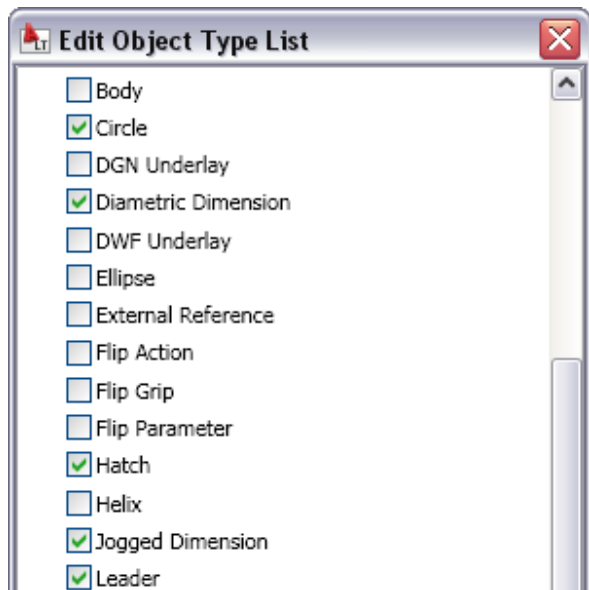 LT Edit Object Type List
Body
Circle
DGN Underlay
Diametric Dimension
DWF Underlay
Ellipse
External Reference
Flip Action
Flip Grip
Flip Parameter
Hatch
Helix
Jogged Dimension
Leader